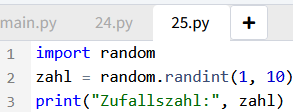 main.py 24.py 25.py +
1 import random
2 zahl = random.randint(1, 10)
3 print("Zufallszahl:", zahl)